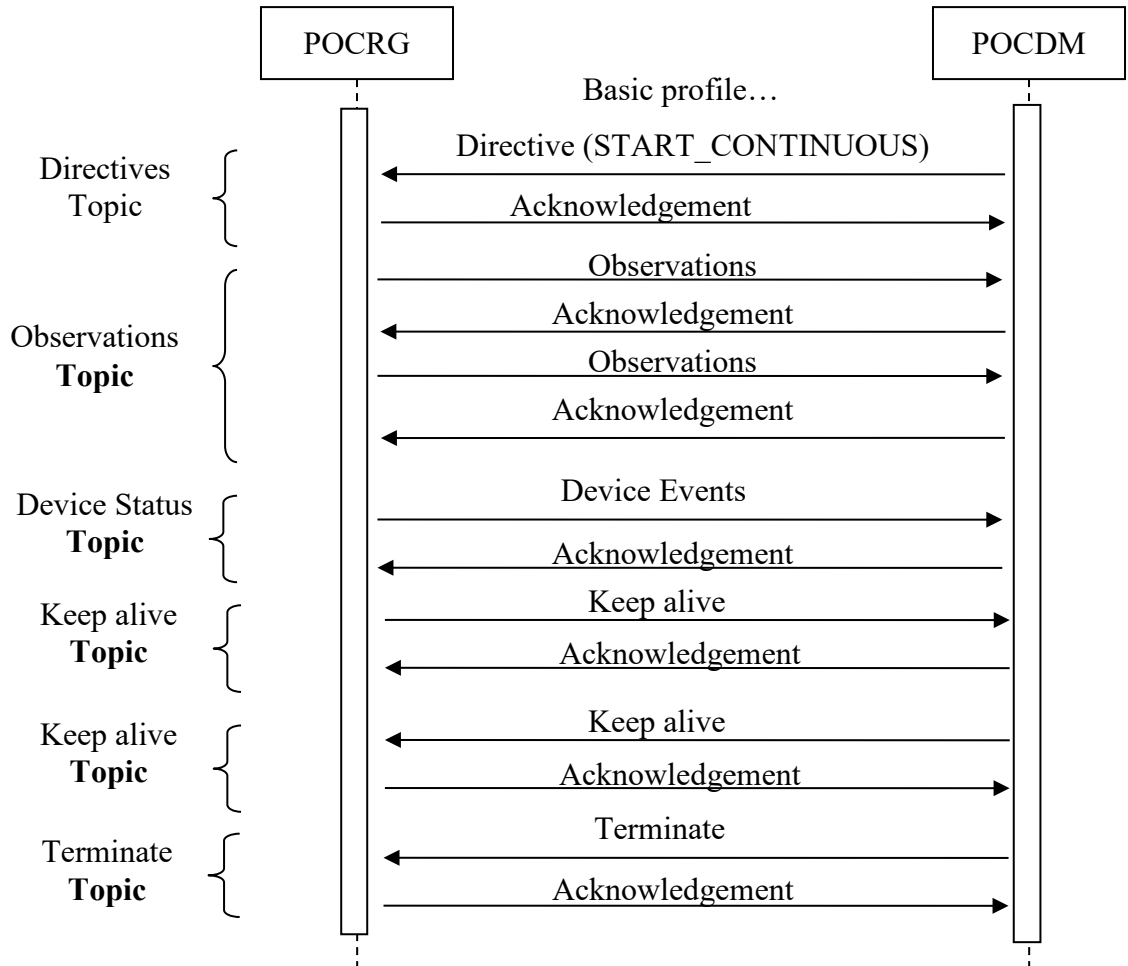 POCRG
POCDM
Basic profile…
Directives
Topic
Directive (START_CONTINUOUS)
Acknowledgement
Observations
Topic
Observations
Acknowledgement
Observations
Acknowledgement
Device Status
Topic
Device Events
Acknowledgement
Keep alive
Topic
Keep alive
Acknowledgement
Keep alive
Topic
Keep alive
Acknowledgement
Terminate
Topic
Terminate
Acknowledgement